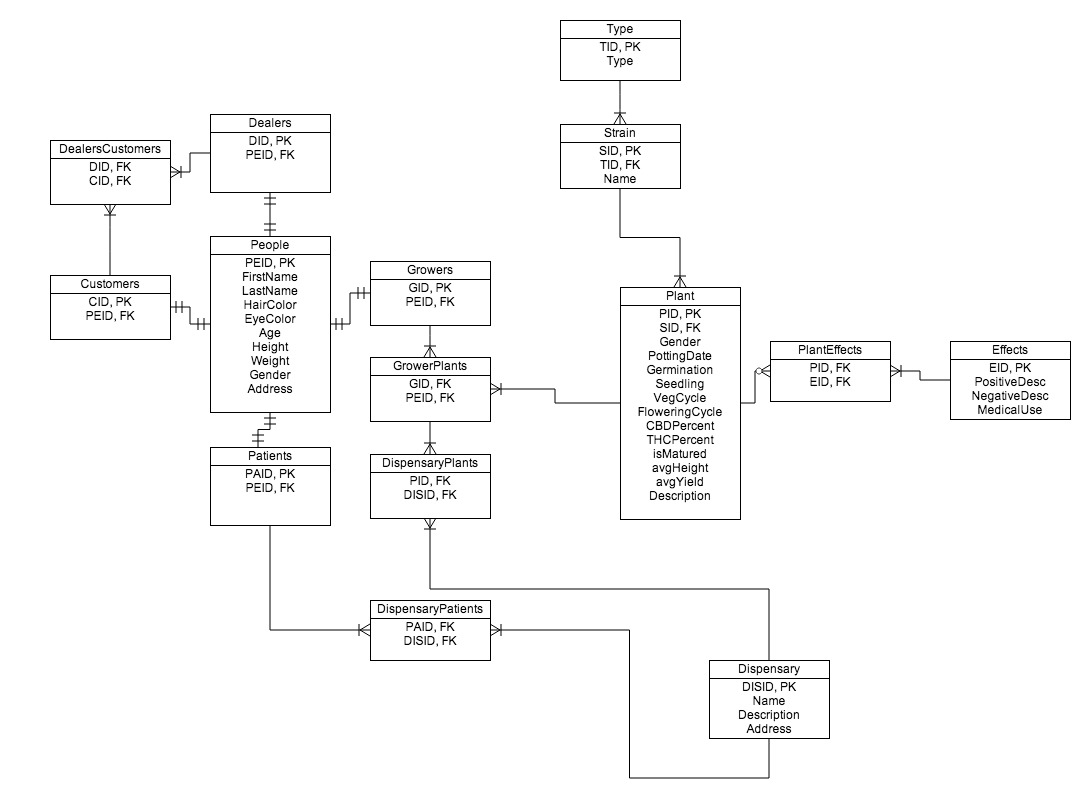 Type
TID, PK
Type
Strain
SID, PK
TID, FK
Name
Dealers
DID, PK
PEID, FK
DealersCustomers
DID, FK
CID, FK
People
PEID, PK
FirstName
LastName
HairColor
EyeColor
Age
Height
Weight
Gender
Address
Customers
CID, PK
PEID, FK
Growers
GID, PK
PEID, FK
GrowerPlants
GID, FK
PEID, FK
Plant
PID, PK
SID, FK
Gender
PottingDate
Germination
Seedling
VegCycle
FloweringCycle
CBDPercent
THCPercent
isMatured
avgHeight
avgYield
Description
PlantEffects
PID, FK
EID, FK
Effects
EID, PK
PositiveDesc
NegativeDesc
MedicalUse
Patients
PAID, PK
PEID, FK
DispensaryPlants
PID, FK
DISID, FK
DispensaryPatients
PAID, FK
DISID, FK
Dispensary
DISID, PK
Name
Description
Address